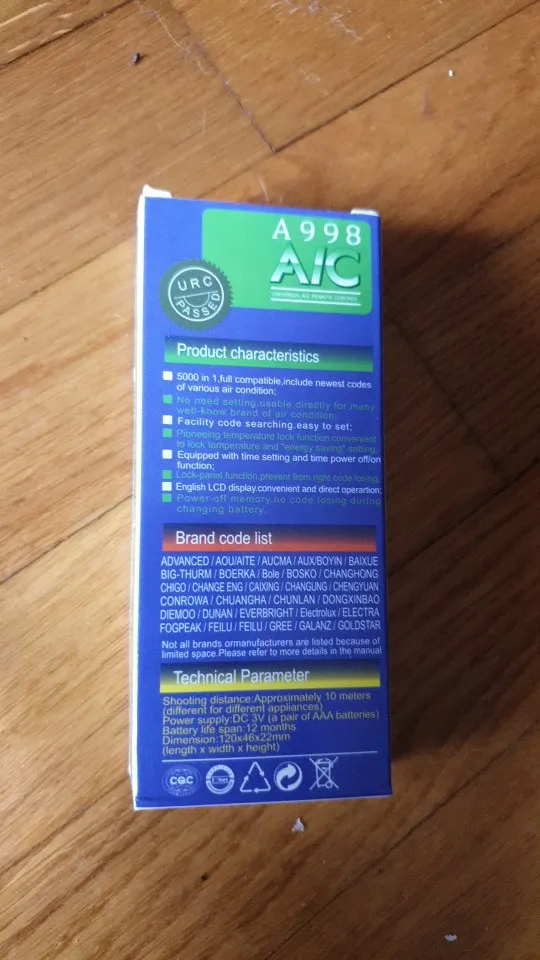 A998
A/C
UNIVERSAL A/C REMOTE CONTROL
URC
PASSED
Product characteristics
5000 in 1,full compatible,include newest codes
of various air condition;
No need setting,usable directly for many
well-know brand of air condition;
Facility code searching.easy to set;
Pioneeing temperature lock function.convenient
to lock temperature and "energy saving" setting,
Equipped with time setting and time power off/on
function;
Lock-panel function,prevent from right code losing
English LCD display.convenient and direct operartion;
Power-off memory,no code losing during
changing battery.
Brand code list
ADVANCED / AOU/AITE / AUCMA / AUX/BOYIN / BAIXUE
BIG-THURM / BOERKA / Bole / BOSKO / CHANGHONG
CHIGO / CHANGE ENG / CAIXING / CHANGUNG / CHENGYUAN
CONROWA / CHUANGHA / CHUNLAN / DONGXINBAO
DIEMOO / DUNAN / EVERBRIGHT / Electrolux / ELECTRA
FOGPEAK / FEILU / FEILU / GREE / GALANZ / GOLDSTAR
Not all brands ormanufacturers are listed because of
limited space.Please refer to more details in the manual
Technical Parameter
Shooting distance:Approximately 10 meters
(different for different appliances)
Power supply:DC 3V (a pair of AAA batteries)
Battery life span:12 months
Dimension:120x46x22mm
(length x width x height)
CQC